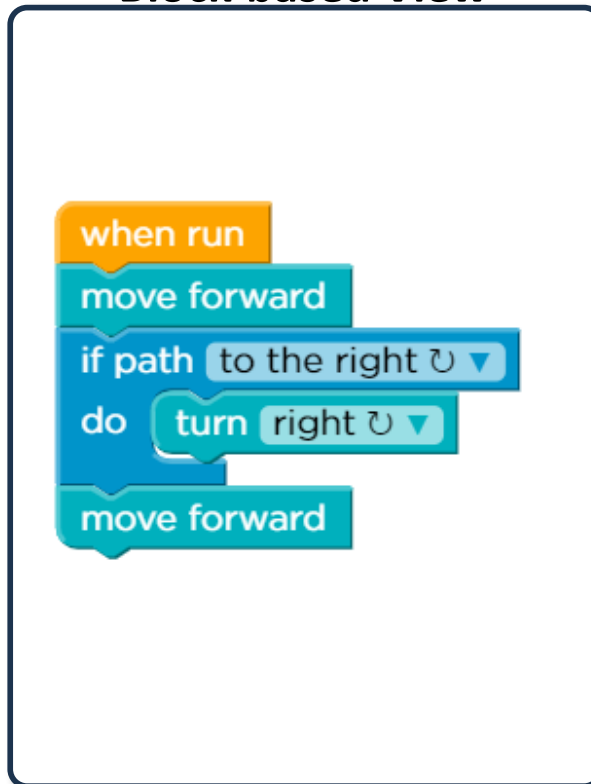 when run
move forward
if path to the right ↻ ▼
do turn right ↻ ▼
move forward